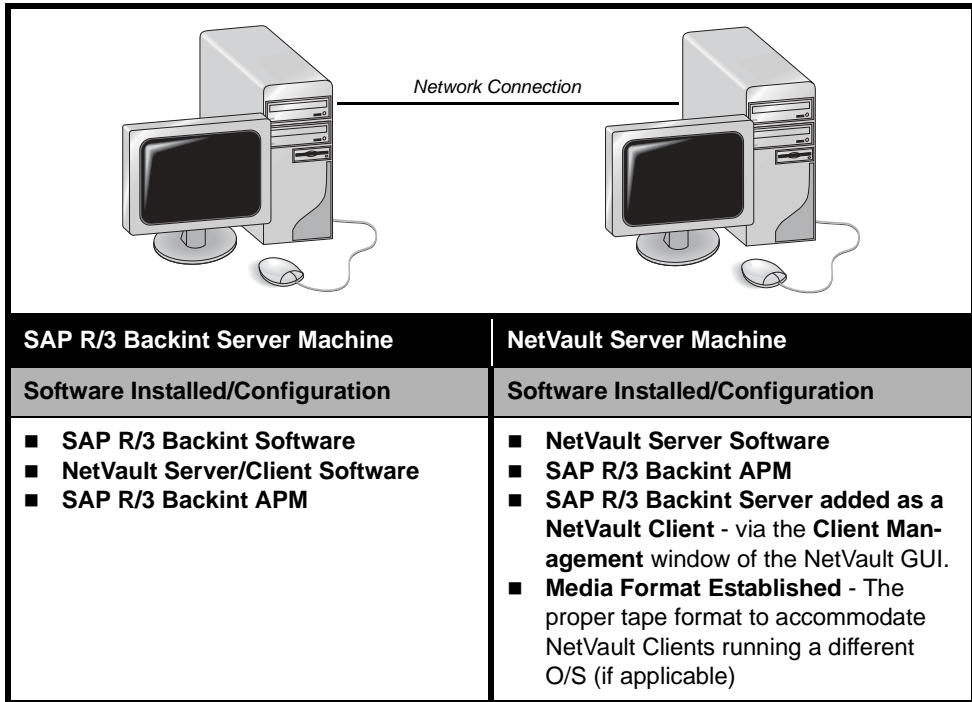 Network Connection
SAP R/3 Backint Server Machine
NetVault Server Machine
Software Installed/Configuration
Software Installed/Configuration
■ SAP R/3 Backint Software
■ NetVault Server/Client Software
■ SAP R/3 Backint APM
■ NetVault Server Software
■ SAP R/3 Backint APM
■ SAP R/3 Backint Server added as a
NetVault Client - via the Client Man-
agement window of the NetVault GUI.
■ Media Format Established - The
proper tape format to accommodate
NetVault Clients running a different
O/S (if applicable)